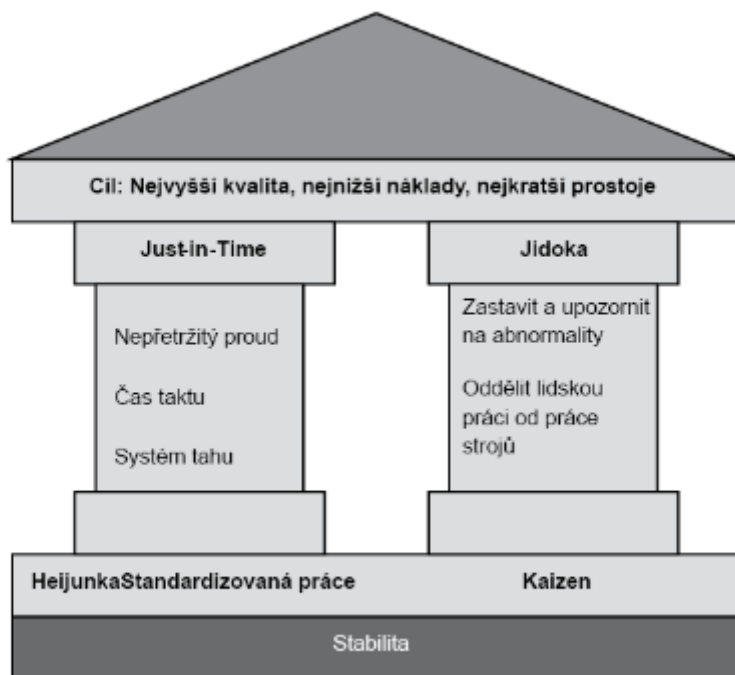 Cíl: Nejvyšší kvalita, nejnižší náklady, nejkratší prostoje
Just-in-Time
Nepřetržitý proud
Čas taktu
Systém tahu
Jidoka
Zastavit a upozornit
na abnormality
Oddělit lidskou
práci od práce
strojů
HeijunkaStandardizovaná práce
Kaizen
Stabilita